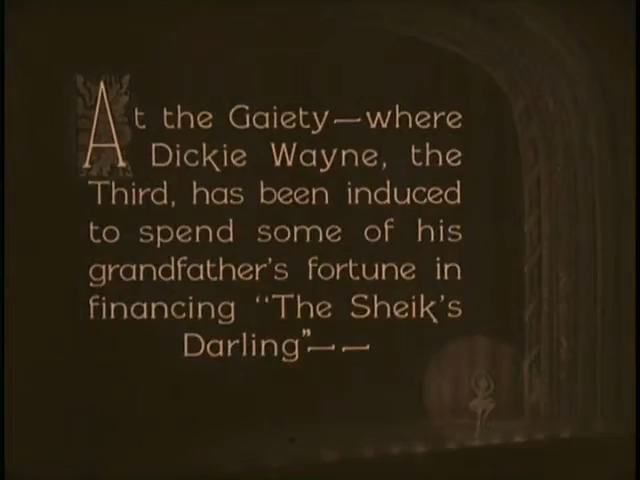 At the Gaiety—where
Dickie Wayne, the
Third, has been induced
to spend some of his
grandfather's fortune in
financing "The Sheik's
Darling"— —